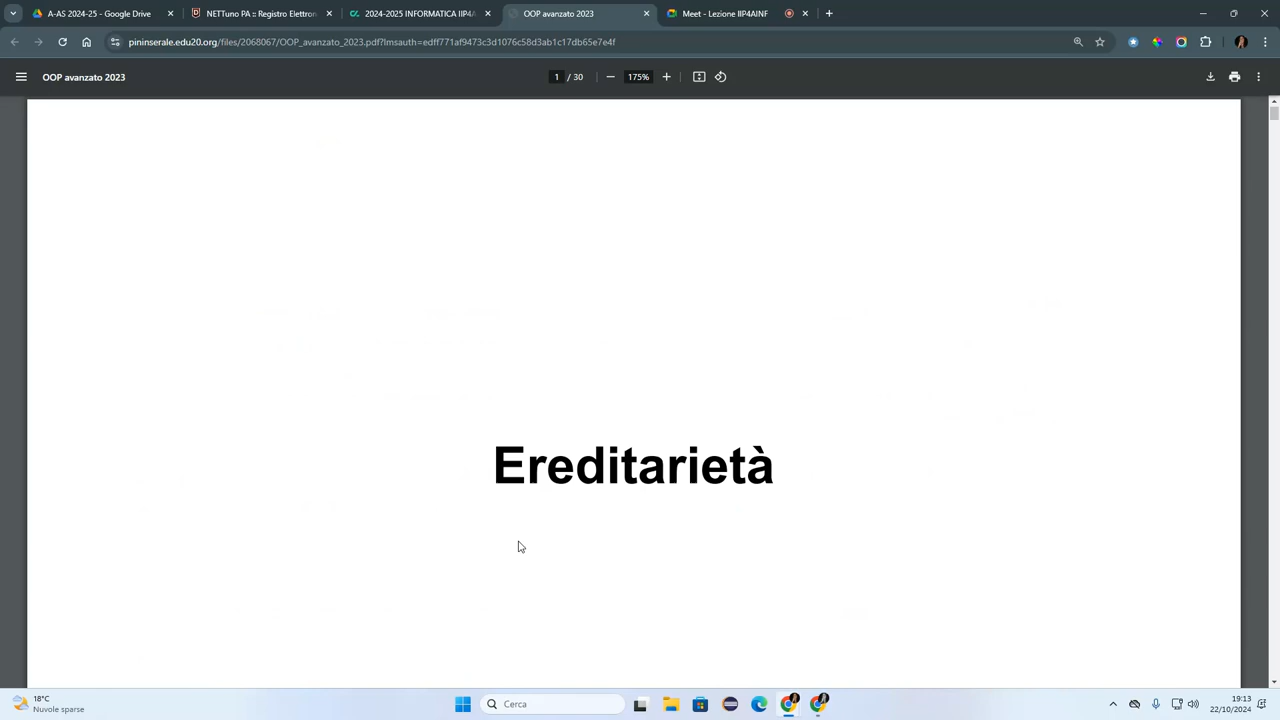 A-AS 2024-25 - Google Drive
NETTuno PA :: Registro Elettron
2024-2025 INFORMATICA IIP4A
OOP avanzato 2023
Meet - Lezione IIP4AINF
pininserale.edu20.org/files/2068067/OOP_avanzato_2023.pdf?lmsauth=edff771af9473c3d1076c58d3ab1c17db65e7e4f
OOP avanzato 2023
1 / 30
175%
Ereditarietà
18°C
Nuvole sparse
Cerca
19:13
22/10/2024